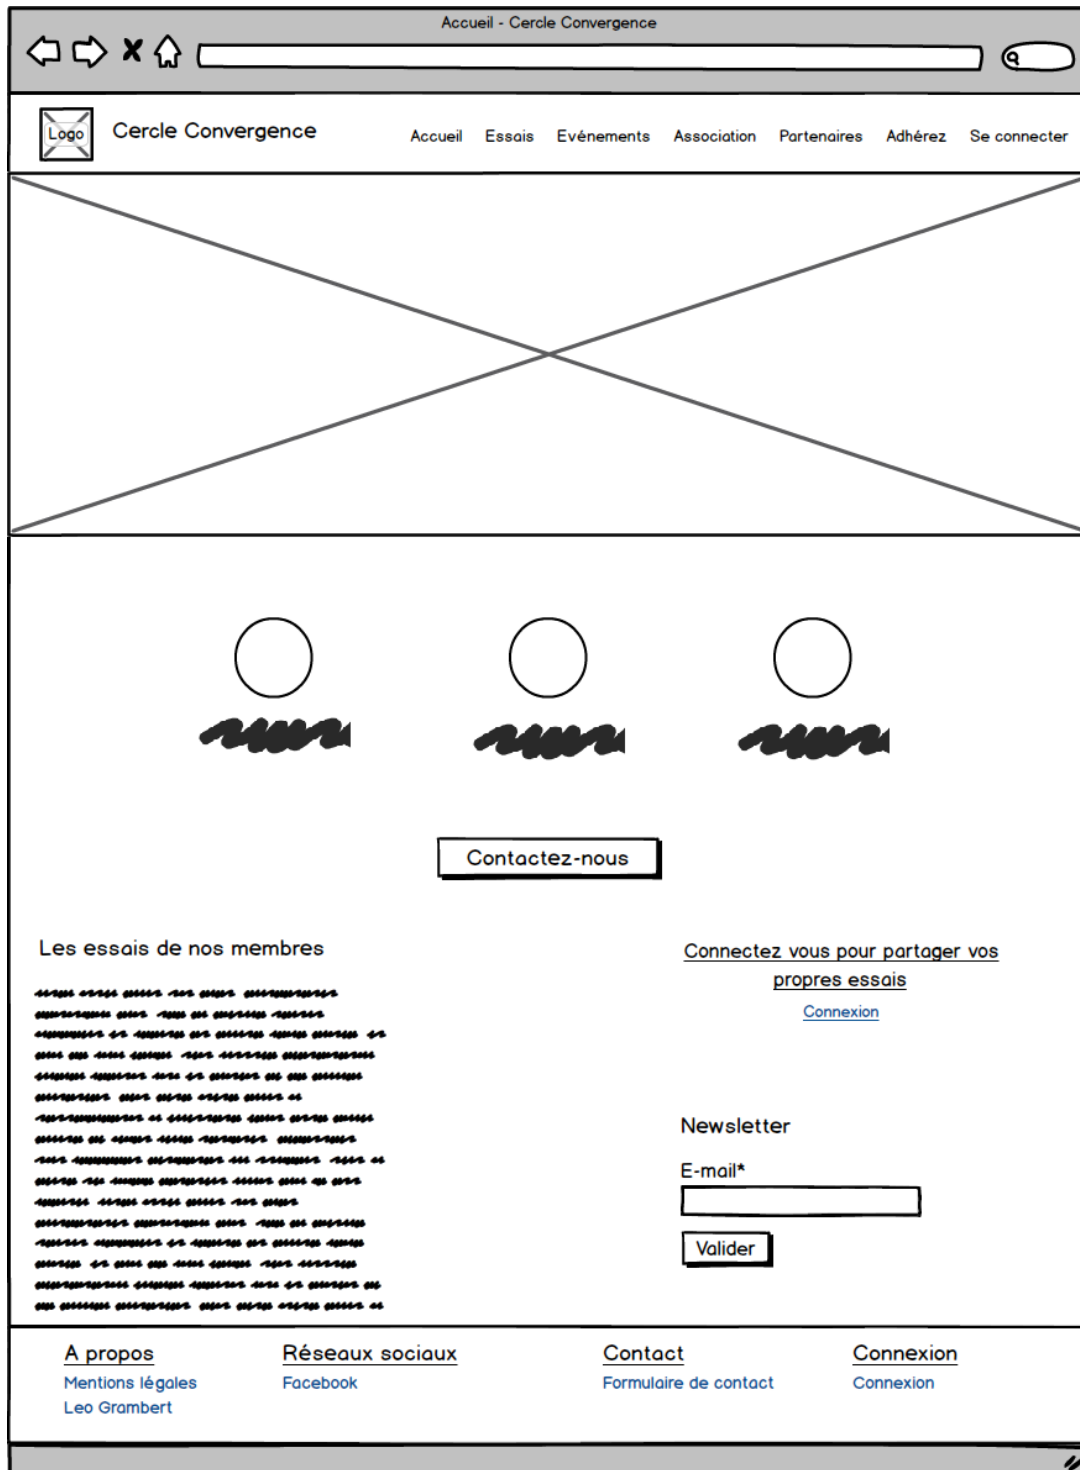 Accueil - Cercle Convergence
Logo
Cercle Convergence
Accueil Essais Evénements Association Partenaires Adhérez Se connecter
Contactez-nous
Les essais de nos membres
Connectez vous pour partager vos
propres essais
Connexion
Newsletter
E-mail*
Valider
A propos
Mentions légales
Leo Grambert
Réseaux sociaux
Facebook
Contact
Formulaire de contact
Connexion
Connexion